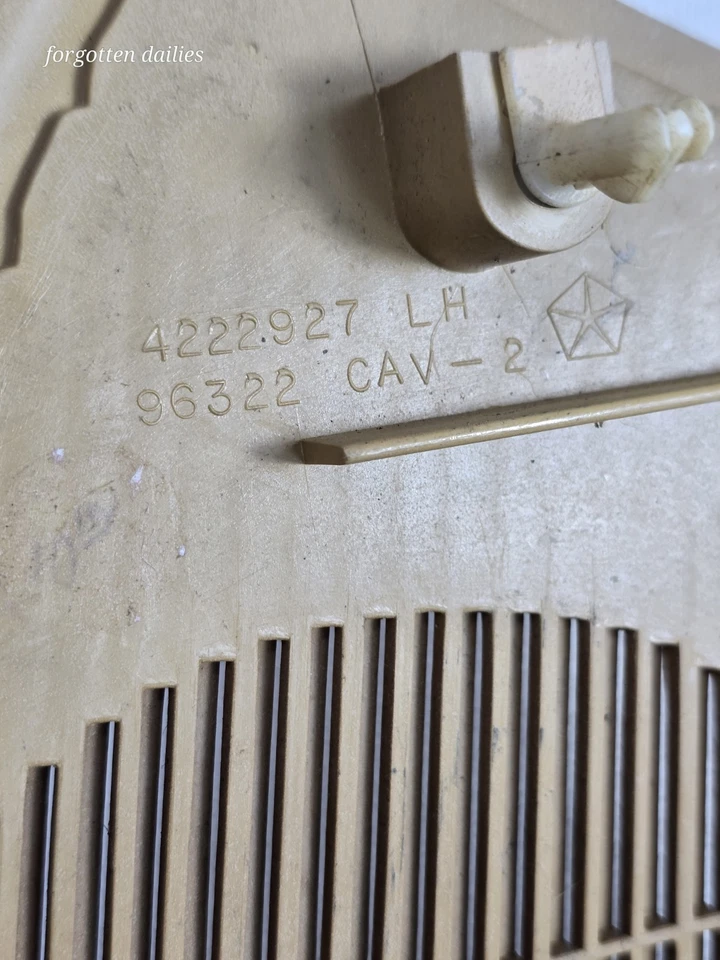 forgotten dailies
4222927 LH
96322 CAV-2